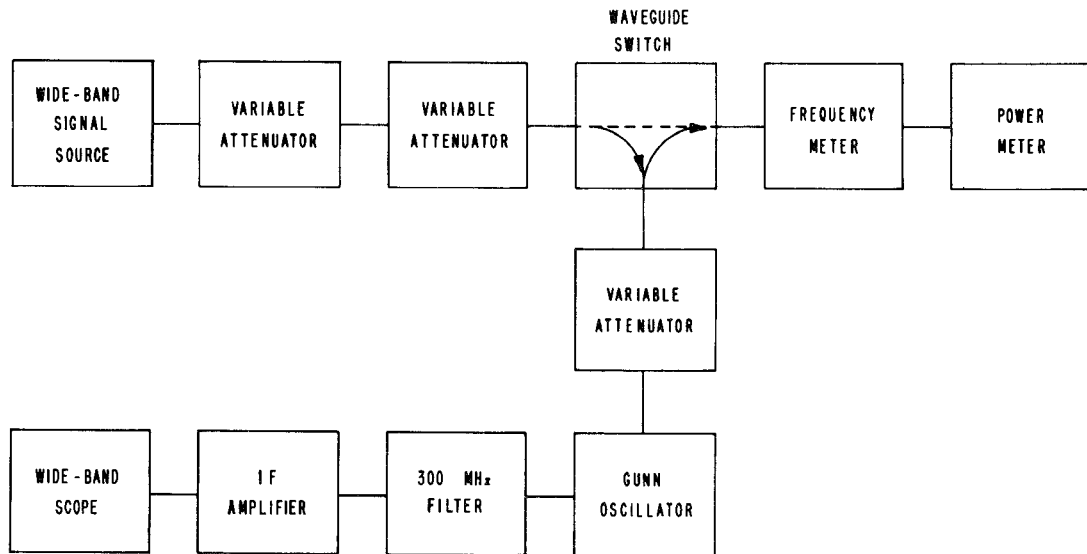 WAVEGUIDE
SWITCH
WIDE-BAND
SIGNAL
SOURCE
VARIABLE
ATTENUATOR
VARIABLE
ATTENUATOR
FREQUENCY
METER
POWER
METER
VARIABLE
ATTENUATOR
WIDE-BAND
SCOPE
IF
AMPLIFIER
300 MHz
FILTER
GUNN
OSCILLATOR